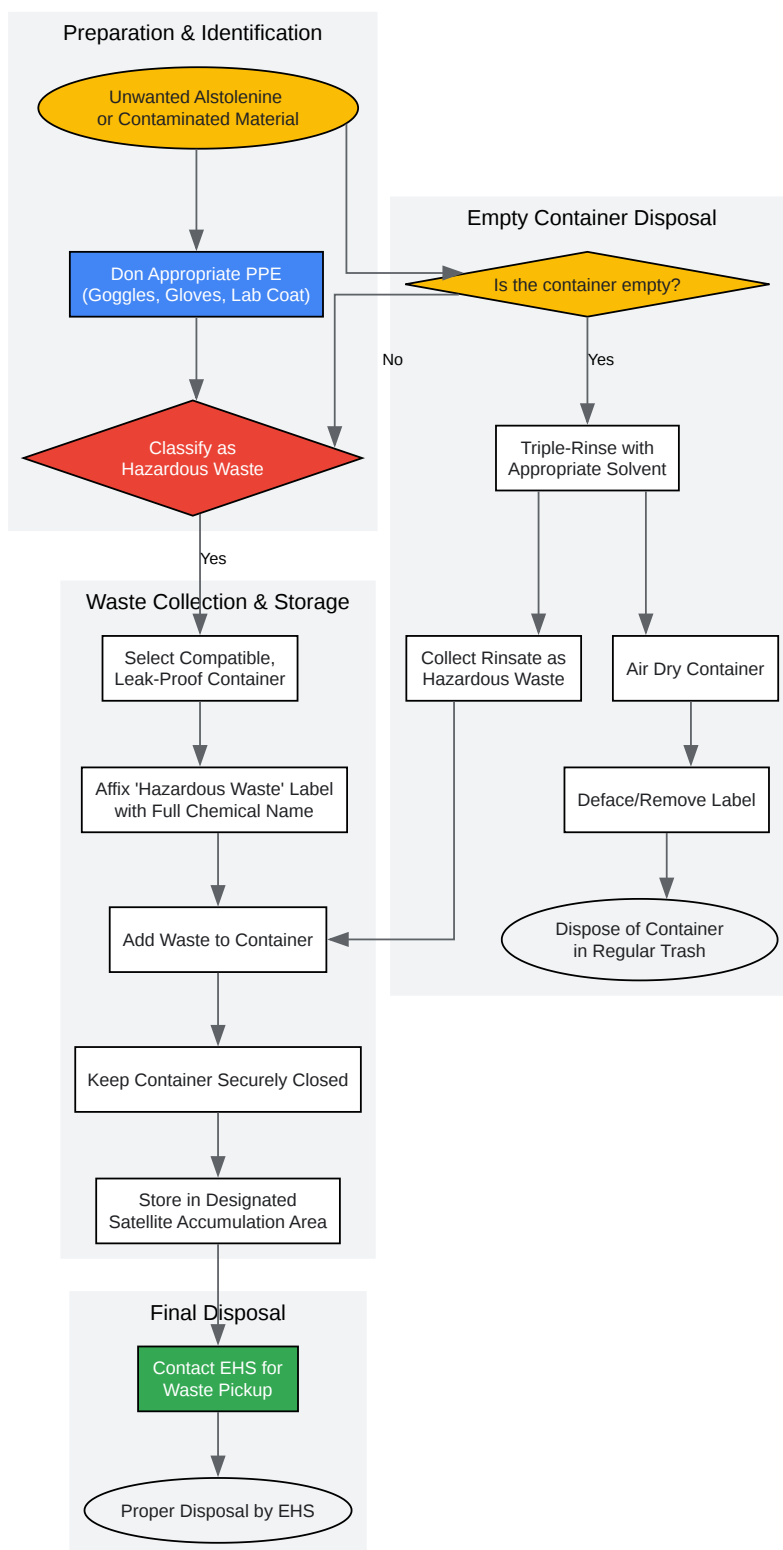 Preparation & Identification
Unwanted Alstolenine
or Contaminated Material
Don Appropriate PPE
(Goggles, Gloves, Lab Coat)
Classify as
Hazardous Waste
Yes
Empty Container Disposal
Is the container empty?
No
Yes
Triple-Rinse with
Appropriate Solvent
Collect Rinsate as
Hazardous Waste
Air Dry Container
Deface/Remove Label
Dispose of Container
in Regular Trash
Waste Collection & Storage
Select Compatible,
Leak-Proof Container
Affix 'Hazardous Waste' Label
with Full Chemical Name
Add Waste to Container
Keep Container Securely Closed
Store in Designated
Satellite Accumulation Area
Final Disposal
Contact EHS for
Waste Pickup
Proper Disposal by EHS